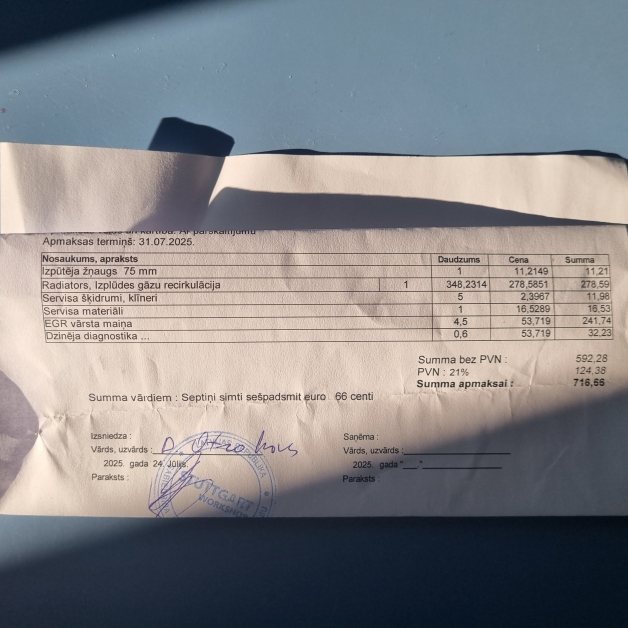 Apmaksas termiņš: 31.07.2025.
Nosaukums, apraksts Daudzums Cena Summa
Izpūtēja žņaugs 75 mm 1 11,2149 11,21
Radiators, Izplūdes gāzu recirkulācija 1 348,2314 278,5851 278,59
Servisa šķidrumi, klīneri 5 2,3967 11,98
Servisa materiāli 1 16,5289 16,53
EGR vārsta maiņa 4,5 53,719 241,74
Dzinēja diagnostika ... 0,6 53,719 32,23
Summa bez PVN : 592,28
PVN : 21% 124,38
Summa apmaksai : 716,66
Summa vārdiem : Septiņi simti sešpadsmit euro 66 centi
Izsniedza : Saņēma :
Vārds, uzvārds : Vārds, uzvārds :
2025. gada 24. Jūlijs. 2025. gada "___"
Paraksts : Paraksts :
STUTTGART
WORKSHOP